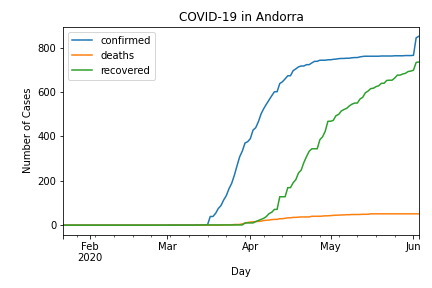 COVID-19 in Andorra
confirmed
deaths
recovered
Number of Cases
800
600
400
200
0
Feb
2020
Mar
Apr
May
Jun
Day